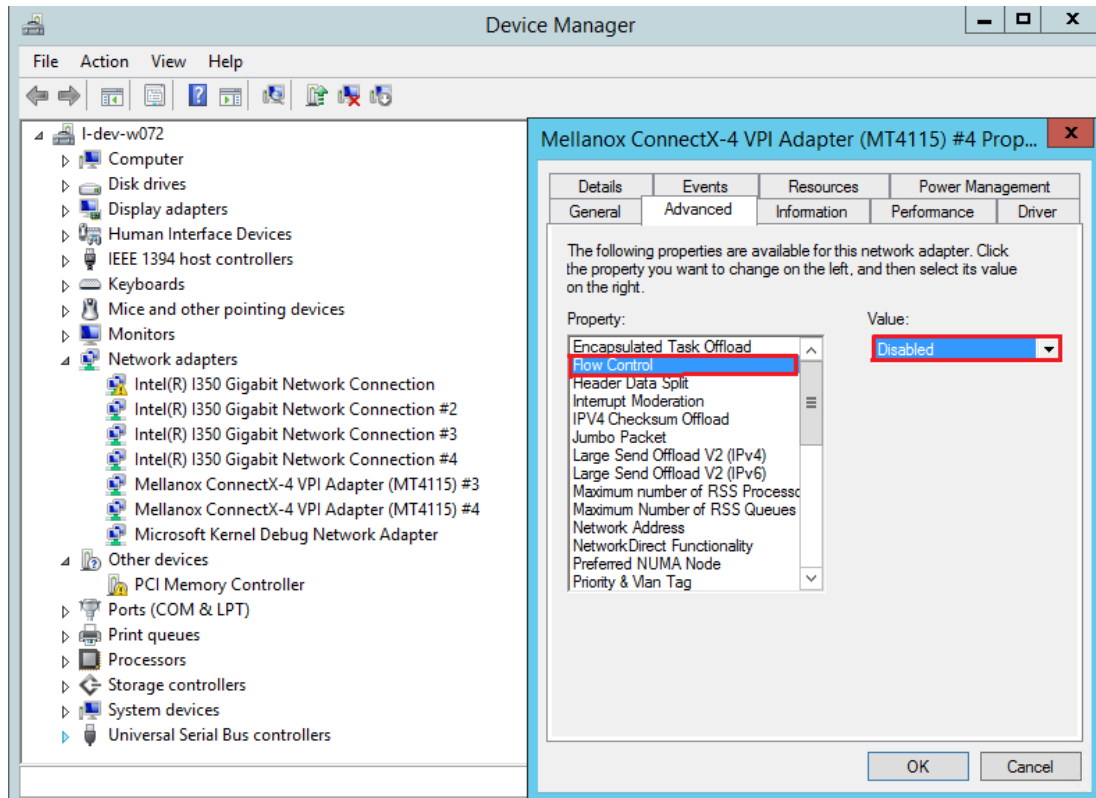 Device Manager
File Action View Help
l-dev-w072
Computer
Disk drives
Display adapters
Human Interface Devices
IEEE 1394 host controllers
Keyboards
Mice and other pointing devices
Monitors
Network adapters
Intel(R) I350 Gigabit Network Connection
Intel(R) I350 Gigabit Network Connection #2
Intel(R) I350 Gigabit Network Connection #3
Intel(R) I350 Gigabit Network Connection #4
Mellanox ConnectX-4 VPI Adapter (MT4115) #3
Mellanox ConnectX-4 VPI Adapter (MT4115) #4
Microsoft Kernel Debug Network Adapter
Other devices
PCI Memory Controller
Ports (COM & LPT)
Print queues
Processors
Storage controllers
System devices
Universal Serial Bus controllers
Mellanox ConnectX-4 VPI Adapter (MT4115) #4 Prop... x
Details Events Resources Power Management
General Advanced Information Performance Driver
The following properties are available for this network adapter. Click
the property you want to change on the left, and then select its value
on the right.
Property: Value:
Encapsulated Task Offload
Flow Control Disabled
Header Data Split
Interrupt Moderation
IPV4 Checksum Offload
Jumbo Packet
Large Send Offload V2 (IPv4)
Large Send Offload V2 (IPv6)
Maximum number of RSS Processo
Maximum Number of RSS Queues
Network Address
NetworkDirect Functionality
Preferred NUMA Node
Priority & Vlan Tag
OK Cancel